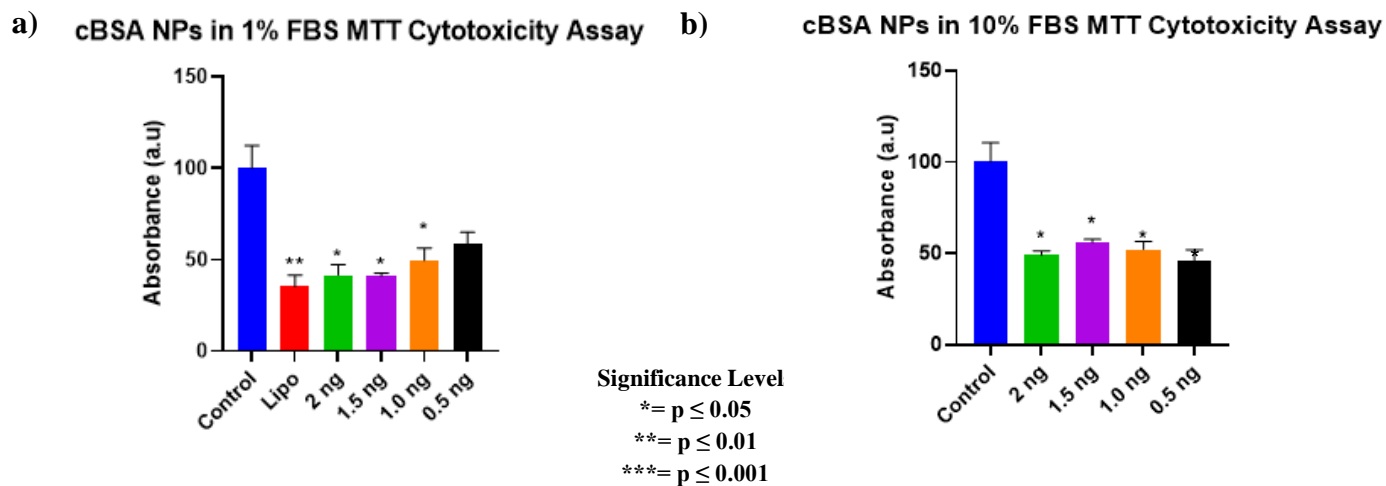 a)
cBSA NPs in 1% FBS MTT Cytotoxicity Assay
150
100
50
0
Absorbance (a.u)
**
*
*
*
Control
Lipo
2 ng
1.5 ng
1.0 ng
0.5 ng
Significance Level
*= p ≤ 0.05
**= p ≤ 0.01
***= p ≤ 0.001
b)
cBSA NPs in 10% FBS MTT Cytotoxicity Assay
150
100
50
0
Absorbance (a.u)
*
*
*
*
Control
2 ng
1.5 ng
1.0 ng
0.5 ng